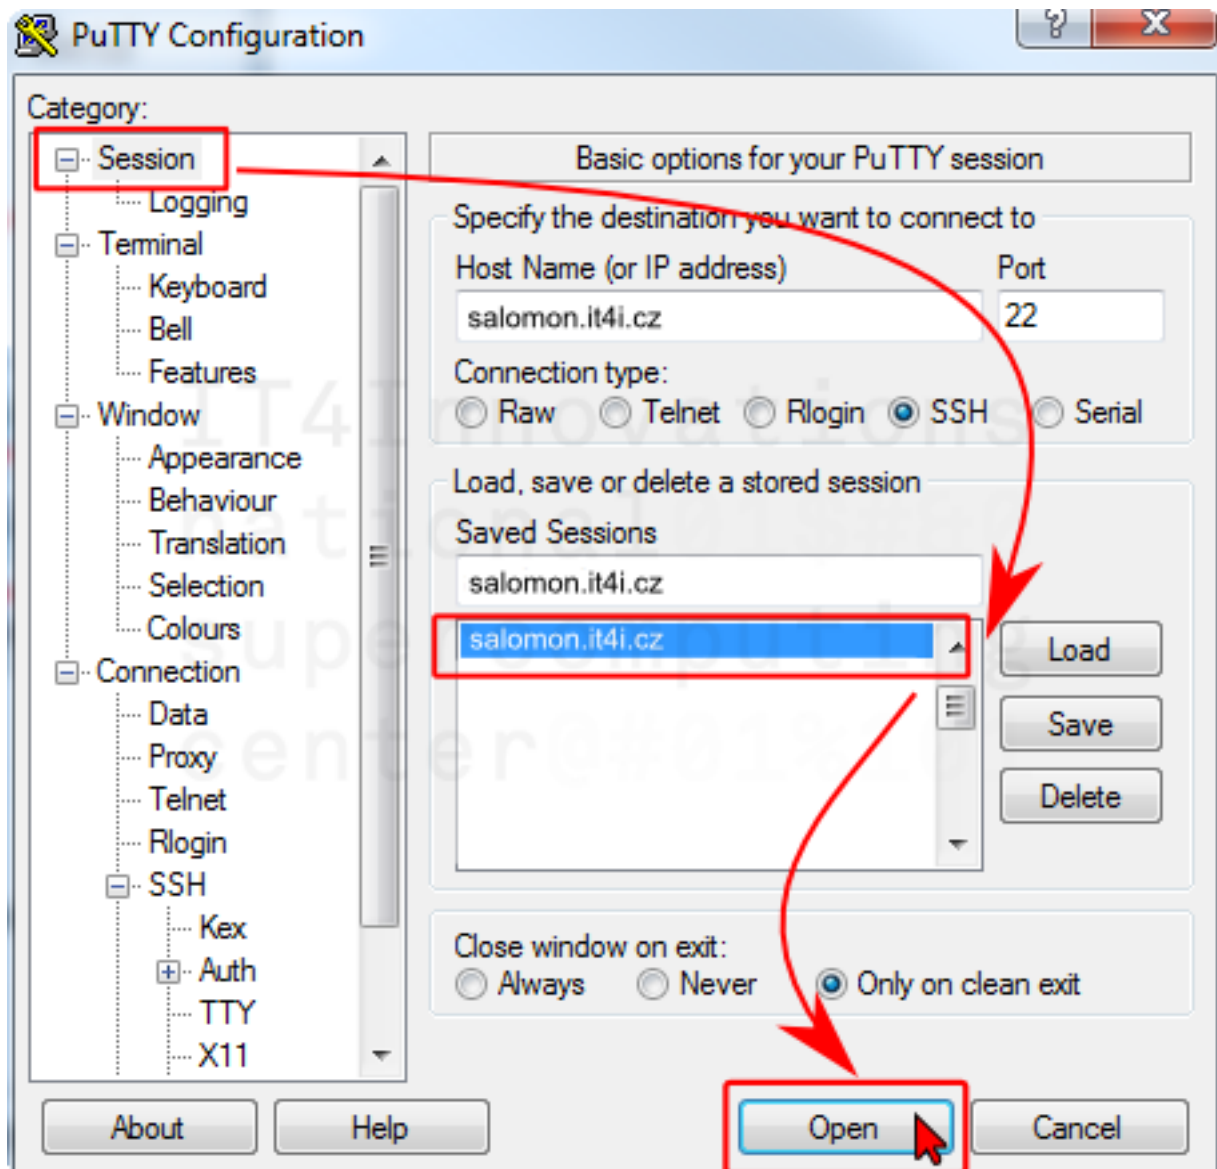 PuTTY Configuration
Category:
Session
Logging
Terminal
Keyboard
Bell
Features
Window
Appearance
Behaviour
Translation
Selection
Colours
Connection
Data
Proxy
Telnet
Rlogin
SSH
Kex
Auth
TTY
X11
Basic options for your PuTTY session
Specify the destination you want to connect to
Host Name (or IP address) Port
salomon.it4i.cz 22
Connection type:
Raw Telnet Rlogin SSH Serial
Load, save or delete a stored session
Saved Sessions
salomon.it4i.cz
salomon.it4i.cz
Load
Save
Delete
Close window on exit:
Always Never Only on clean exit
About Help Open Cancel
IT4Innovations
national
supercomputing
center